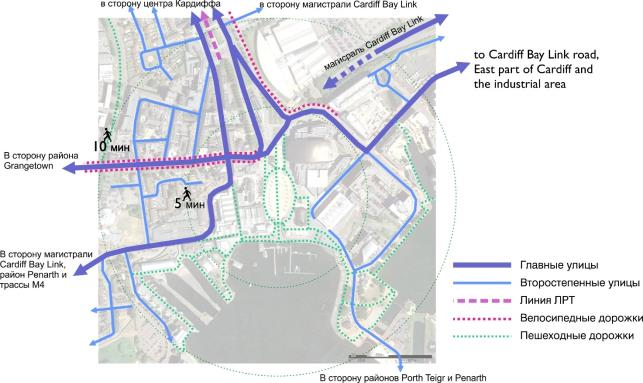 в сторону центра Кардиффа
в сторону магистрали Cardiff Bay Link
магистраль Cardiff Bay Link
to Cardiff Bay Link road,
East part of Cardiff and
the industrial area
10 мин
В сторону района
Grangetown
5 мин
В сторону магистрали
Cardiff Bay Link,
район Penarth и
трассы M4
Главные улицы
Второстепенные улицы
Линия ЛРТ
Велосипедные дорожки
Пешеходные дорожки
В сторону районов Porth Teigr и Penarth